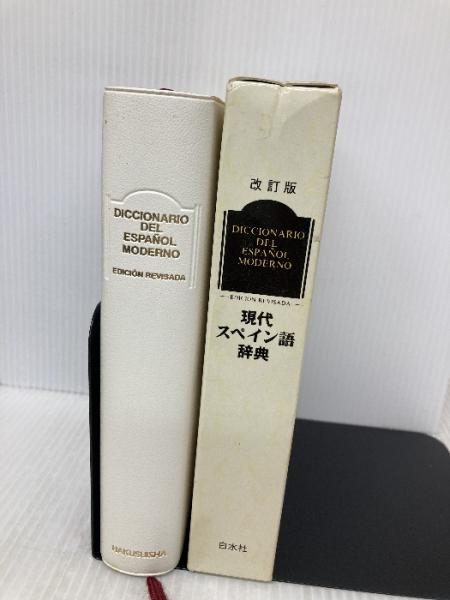 DICCIONARIO
DEL
ESPAÑOL
MODERNO
EDICIÓN REVISADA
HAKUSUISHA
改訂版
DICCIONARIO
DEL
ESPAÑOL
MODERNO
EDICIÓN REVISADA
現代
スペイン語
辞典
白水社